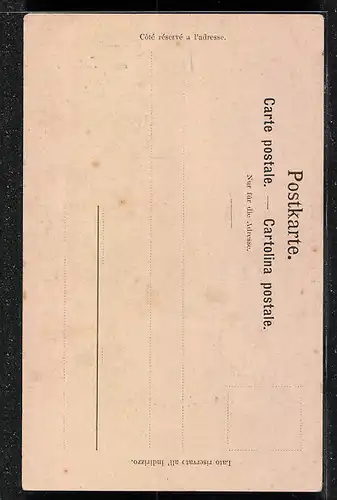 Postkarte.
Carte postale. — Cartolina postale.
Nur für die Adresse.
Côté réservé a l'adresse.
Lato riservato all' Indirizzo.